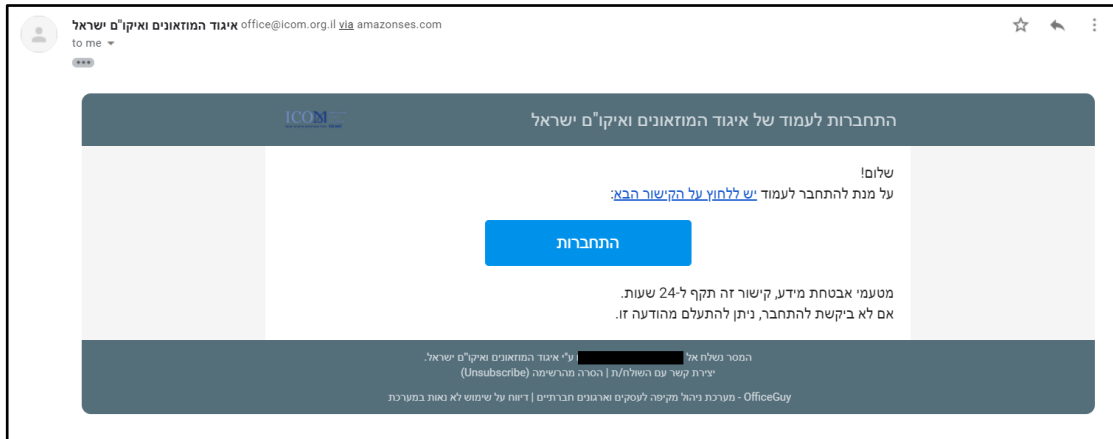 איגוד המוזאונים ואיקו"ם ישראל office@icom.org.il via amazonses.com
to me
התחברות לעמוד של איגוד המוזאונים ואיקו"ם ישראל
ICOM
שלום!
על מנת להתחבר לעמוד יש ללחוץ על הקישור הבא:
התחברות
מטעמי אבטחת מידע, קישור זה תקף ל-24 שעות.
אם לא ביקשת להתחבר, ניתן להתעלם מהודעה זו.
המסר נשלח אל ע"י איגוד המוזאונים ואיקו"ם ישראל.
יצירת קשר עם השולח/ת | הסרה מהרשימה (Unsubscribe)
OfficeGuy - מערכת ניהול מקיפה לעסקים וארגונים חברתיים | דיווח על שימוש לא נאות במערכת